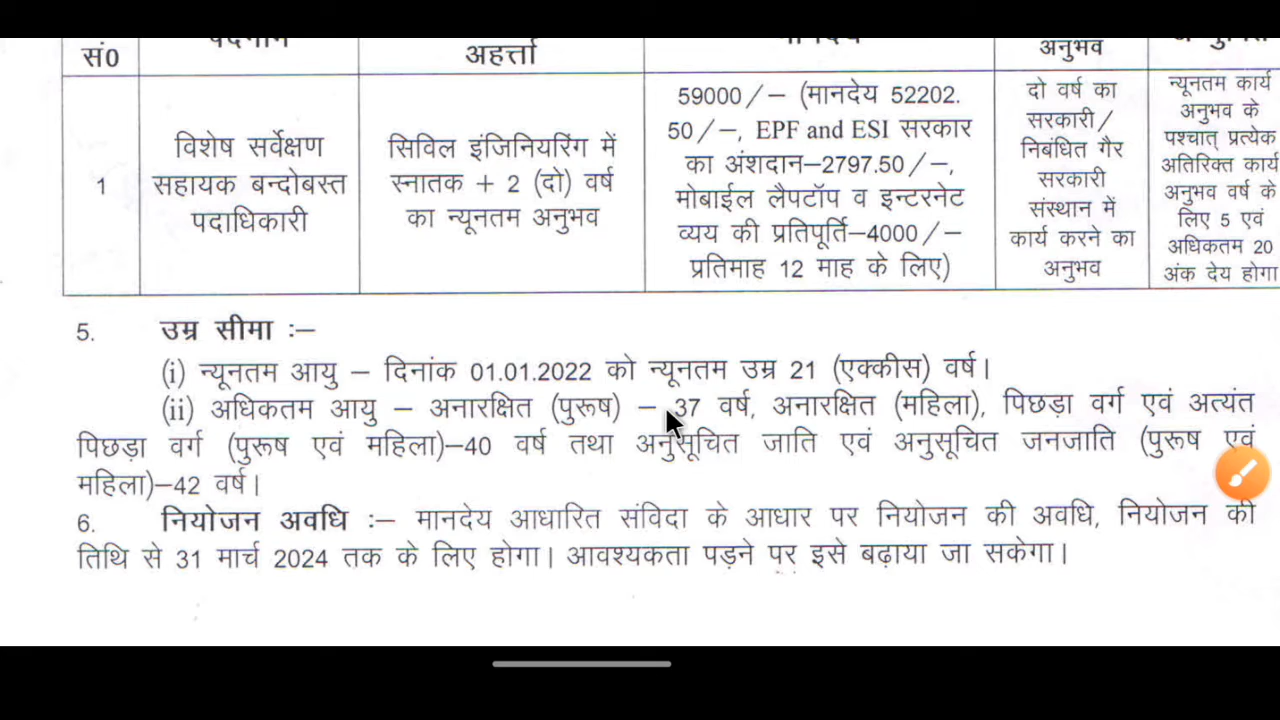 सं0
अहर्त्ता
अनुभव
1
विशेष सर्वेक्षण
सहायक बन्दोबस्त
पदाधिकारी
सिविल इंजिनियरिंग में
स्नातक + 2 (दो) वर्ष
का न्यूनतम अनुभव
59000/– (मानदेय 52202.
50/–, EPF and ESI सरकार
का अंशदान–2797.50/–,
मोबाईल लैपटॉप व इन्टरनेट
व्यय की प्रतिपूर्ति–4000/–
प्रतिमाह 12 माह के लिए)
दो वर्ष का
सरकारी/
निबंधित गैर
सरकारी
संस्थान में
कार्य करने का
अनुभव
न्यूनतम कार्य
अनुभव के
पश्चात् प्रत्येक
अतिरिक्त कार्य
अनुभव वर्ष के
लिए 5 एवं
अधिकतम 20
अंक देय होगा
5. उम्र सीमा :–
(i) न्यूनतम आयु – दिनांक 01.01.2022 को न्यूनतम उम्र 21 (एक्कीस) वर्ष।
(ii) अधिकतम आयु – अनारक्षित (पुरूष) – 37 वर्ष, अनारक्षित (महिला), पिछड़ा वर्ग एवं अत्यंत
पिछड़ा वर्ग (पुरूष एवं महिला)–40 वर्ष तथा अनुसूचित जाति एवं अनुसूचित जनजाति (पुरूष एवं
महिला)–42 वर्ष।
6. नियोजन अवधि :– मानदेय आधारित संविदा के आधार पर नियोजन की अवधि, नियोजन की
तिथि से 31 मार्च 2024 तक के लिए होगा। आवश्यकता पड़ने पर इसे बढ़ाया जा सकेगा।